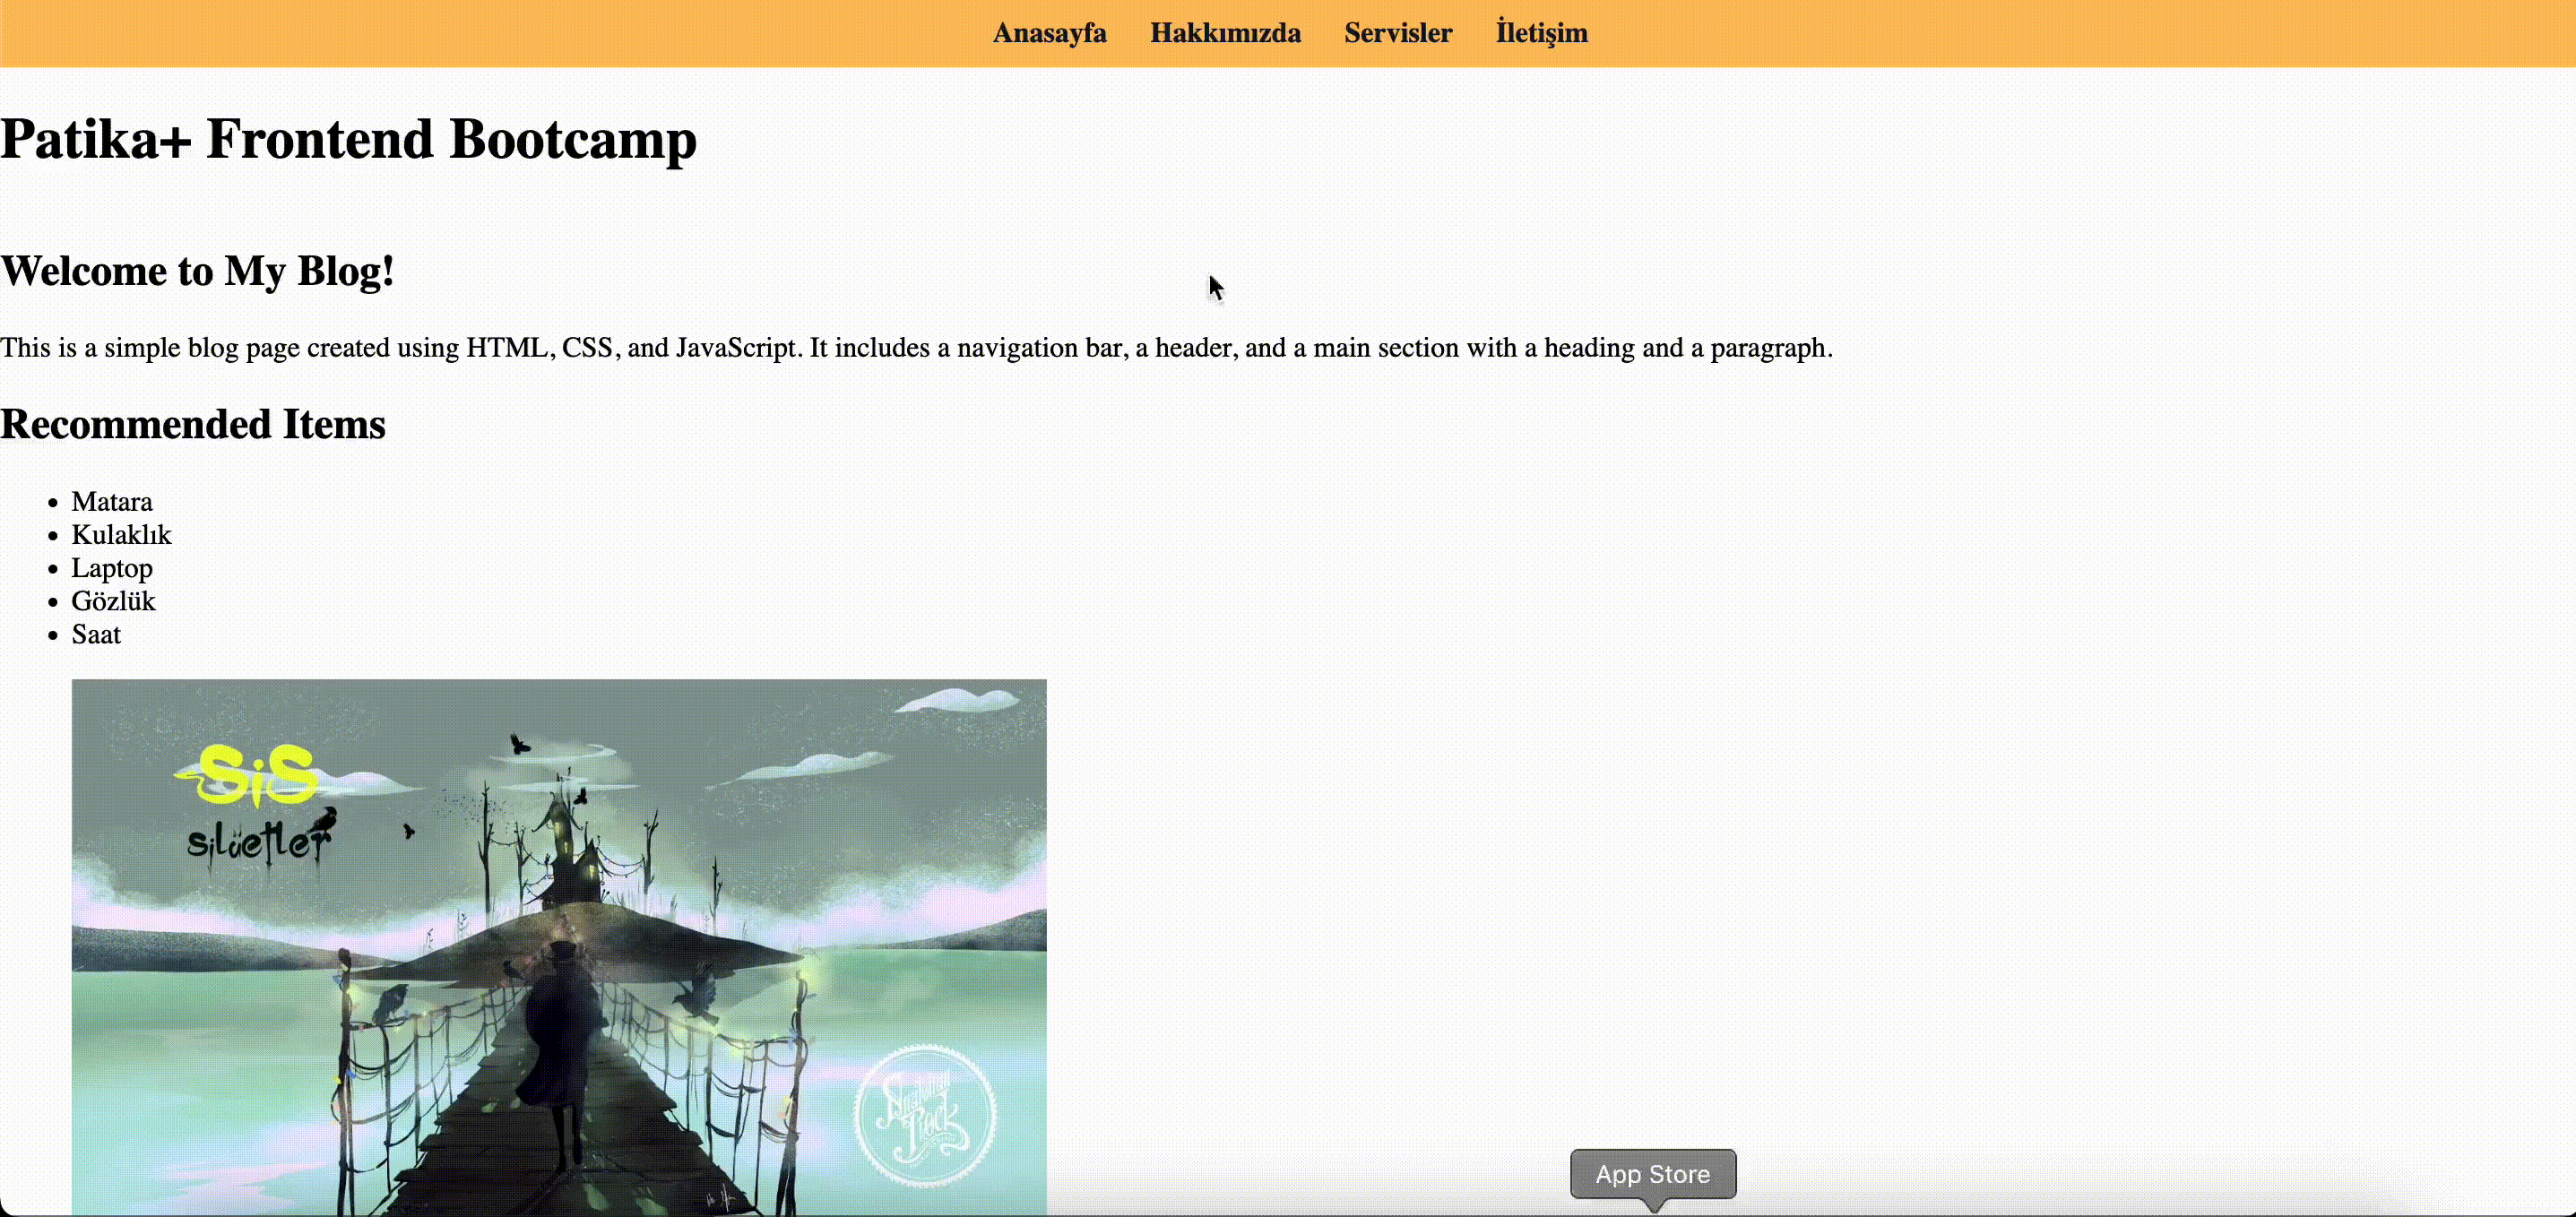 Anasayfa Hakkımızda Servisler İletişim
Patika+ Frontend Bootcamp
Welcome to My Blog!
This is a simple blog page created using HTML, CSS, and JavaScript. It includes a navigation bar, a header, and a main section with a heading and a paragraph.
Recommended Items
Matara
Kulaklık
Laptop
Gözlük
Saat
SiS
silüetler
App Store